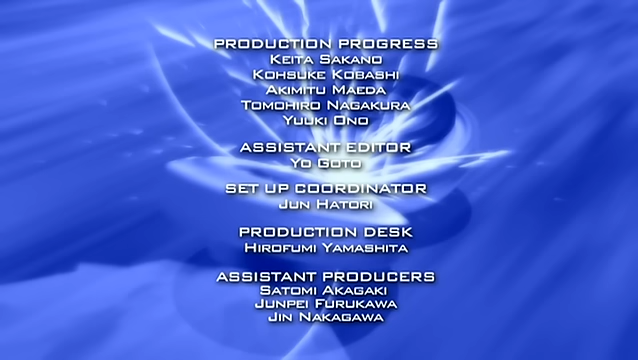 PRODUCTION PROGRESS
KEITA SAKANO
KOHSUKE KOBASHI
AKIMITU MAEDA
TOMOHIRO NAGAKURA
YUUKI ONO
ASSISTANT EDITOR
YO GOTO
SET UP COORDINATOR
JUN HATORI
PRODUCTION DESK
HIROFUMI YAMASHITA
ASSISTANT PRODUCERS
SATOMI AKAGAKI
JUNPEI FURUKAWA
JIN NAKAGAWA